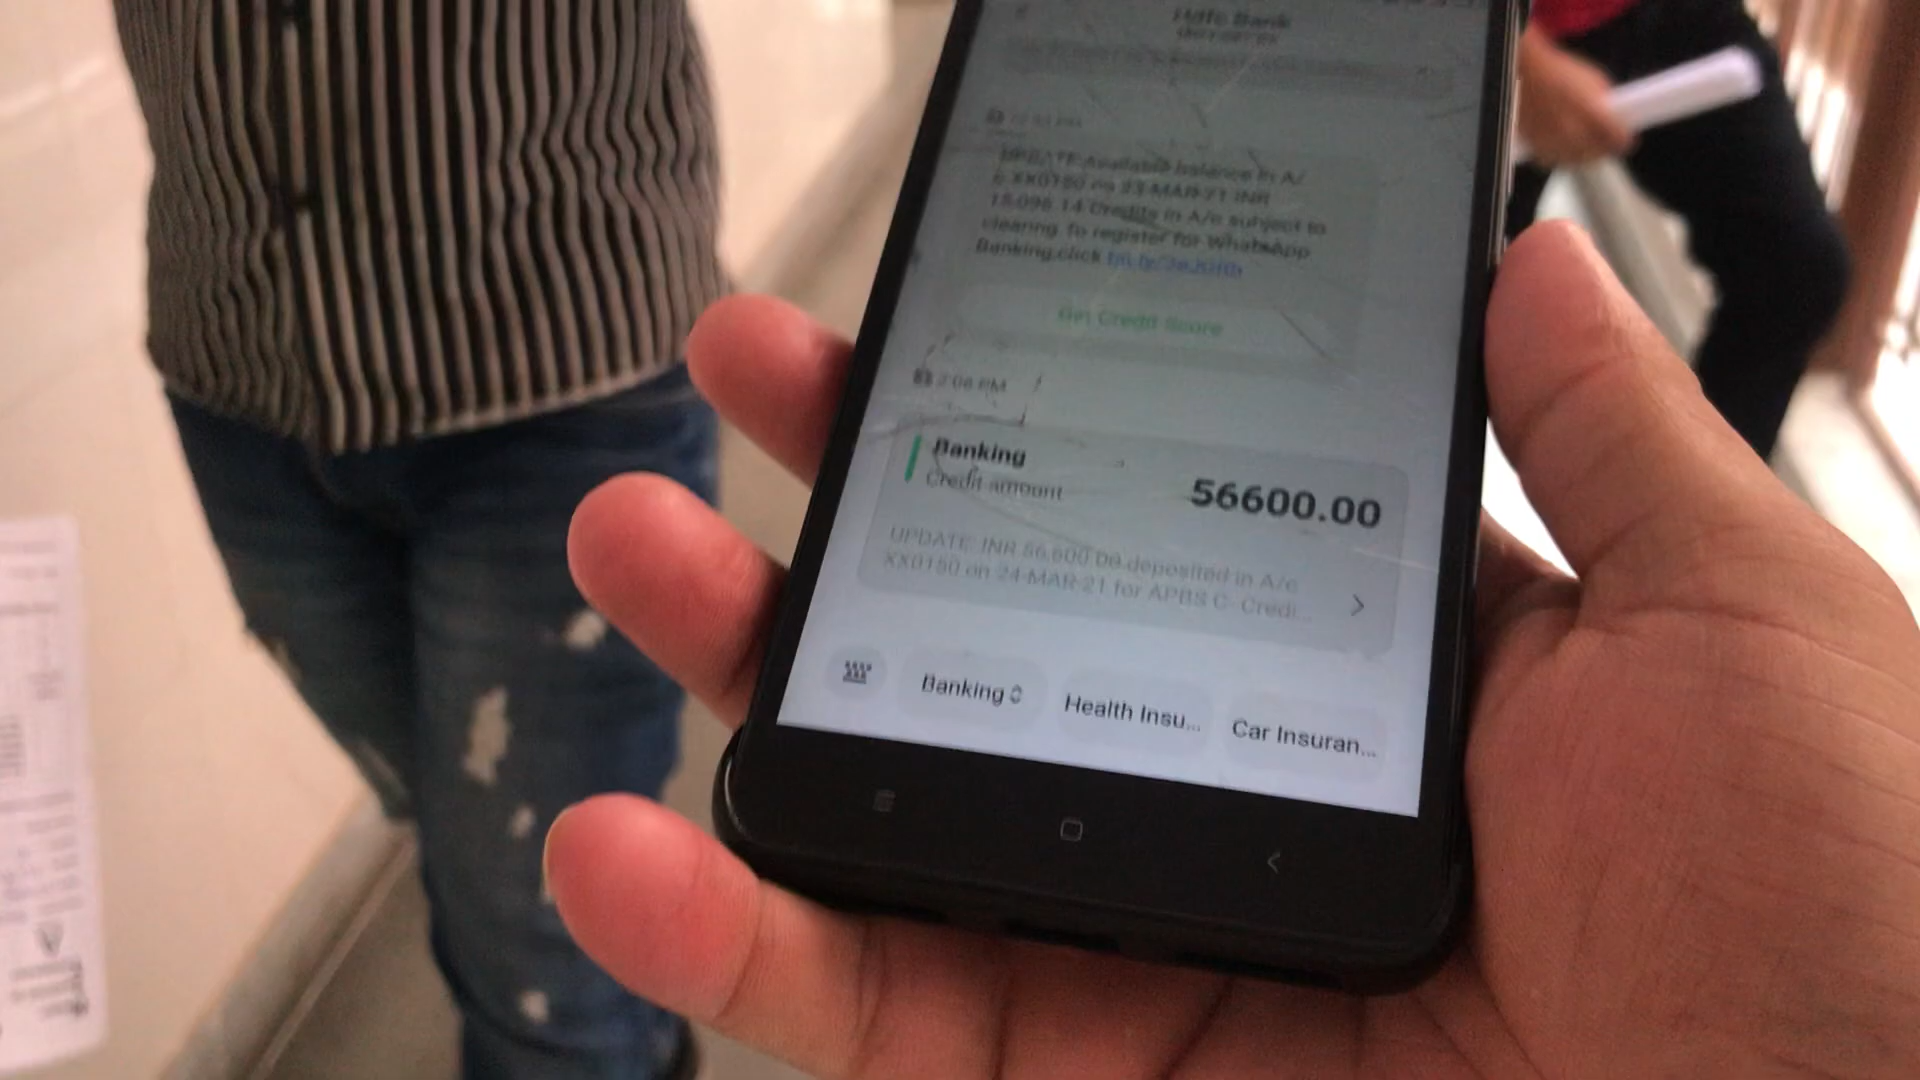 Hdfc Bank
UPDATE Available balance in A/
c XX0150 on 23-MAR-21 INR
15,096.14 Credits in A/c subject to
clearing. To register for WhatsApp
Banking,click
Get Credit Score
2:06 PM
Banking
Credit amount
56600.00
UPDATE: INR 56,600.00 deposited in A/c
XX0150 on 24-MAR-21 for APBS C- Credi...
Banking
Health Insu...
Car Insuran...